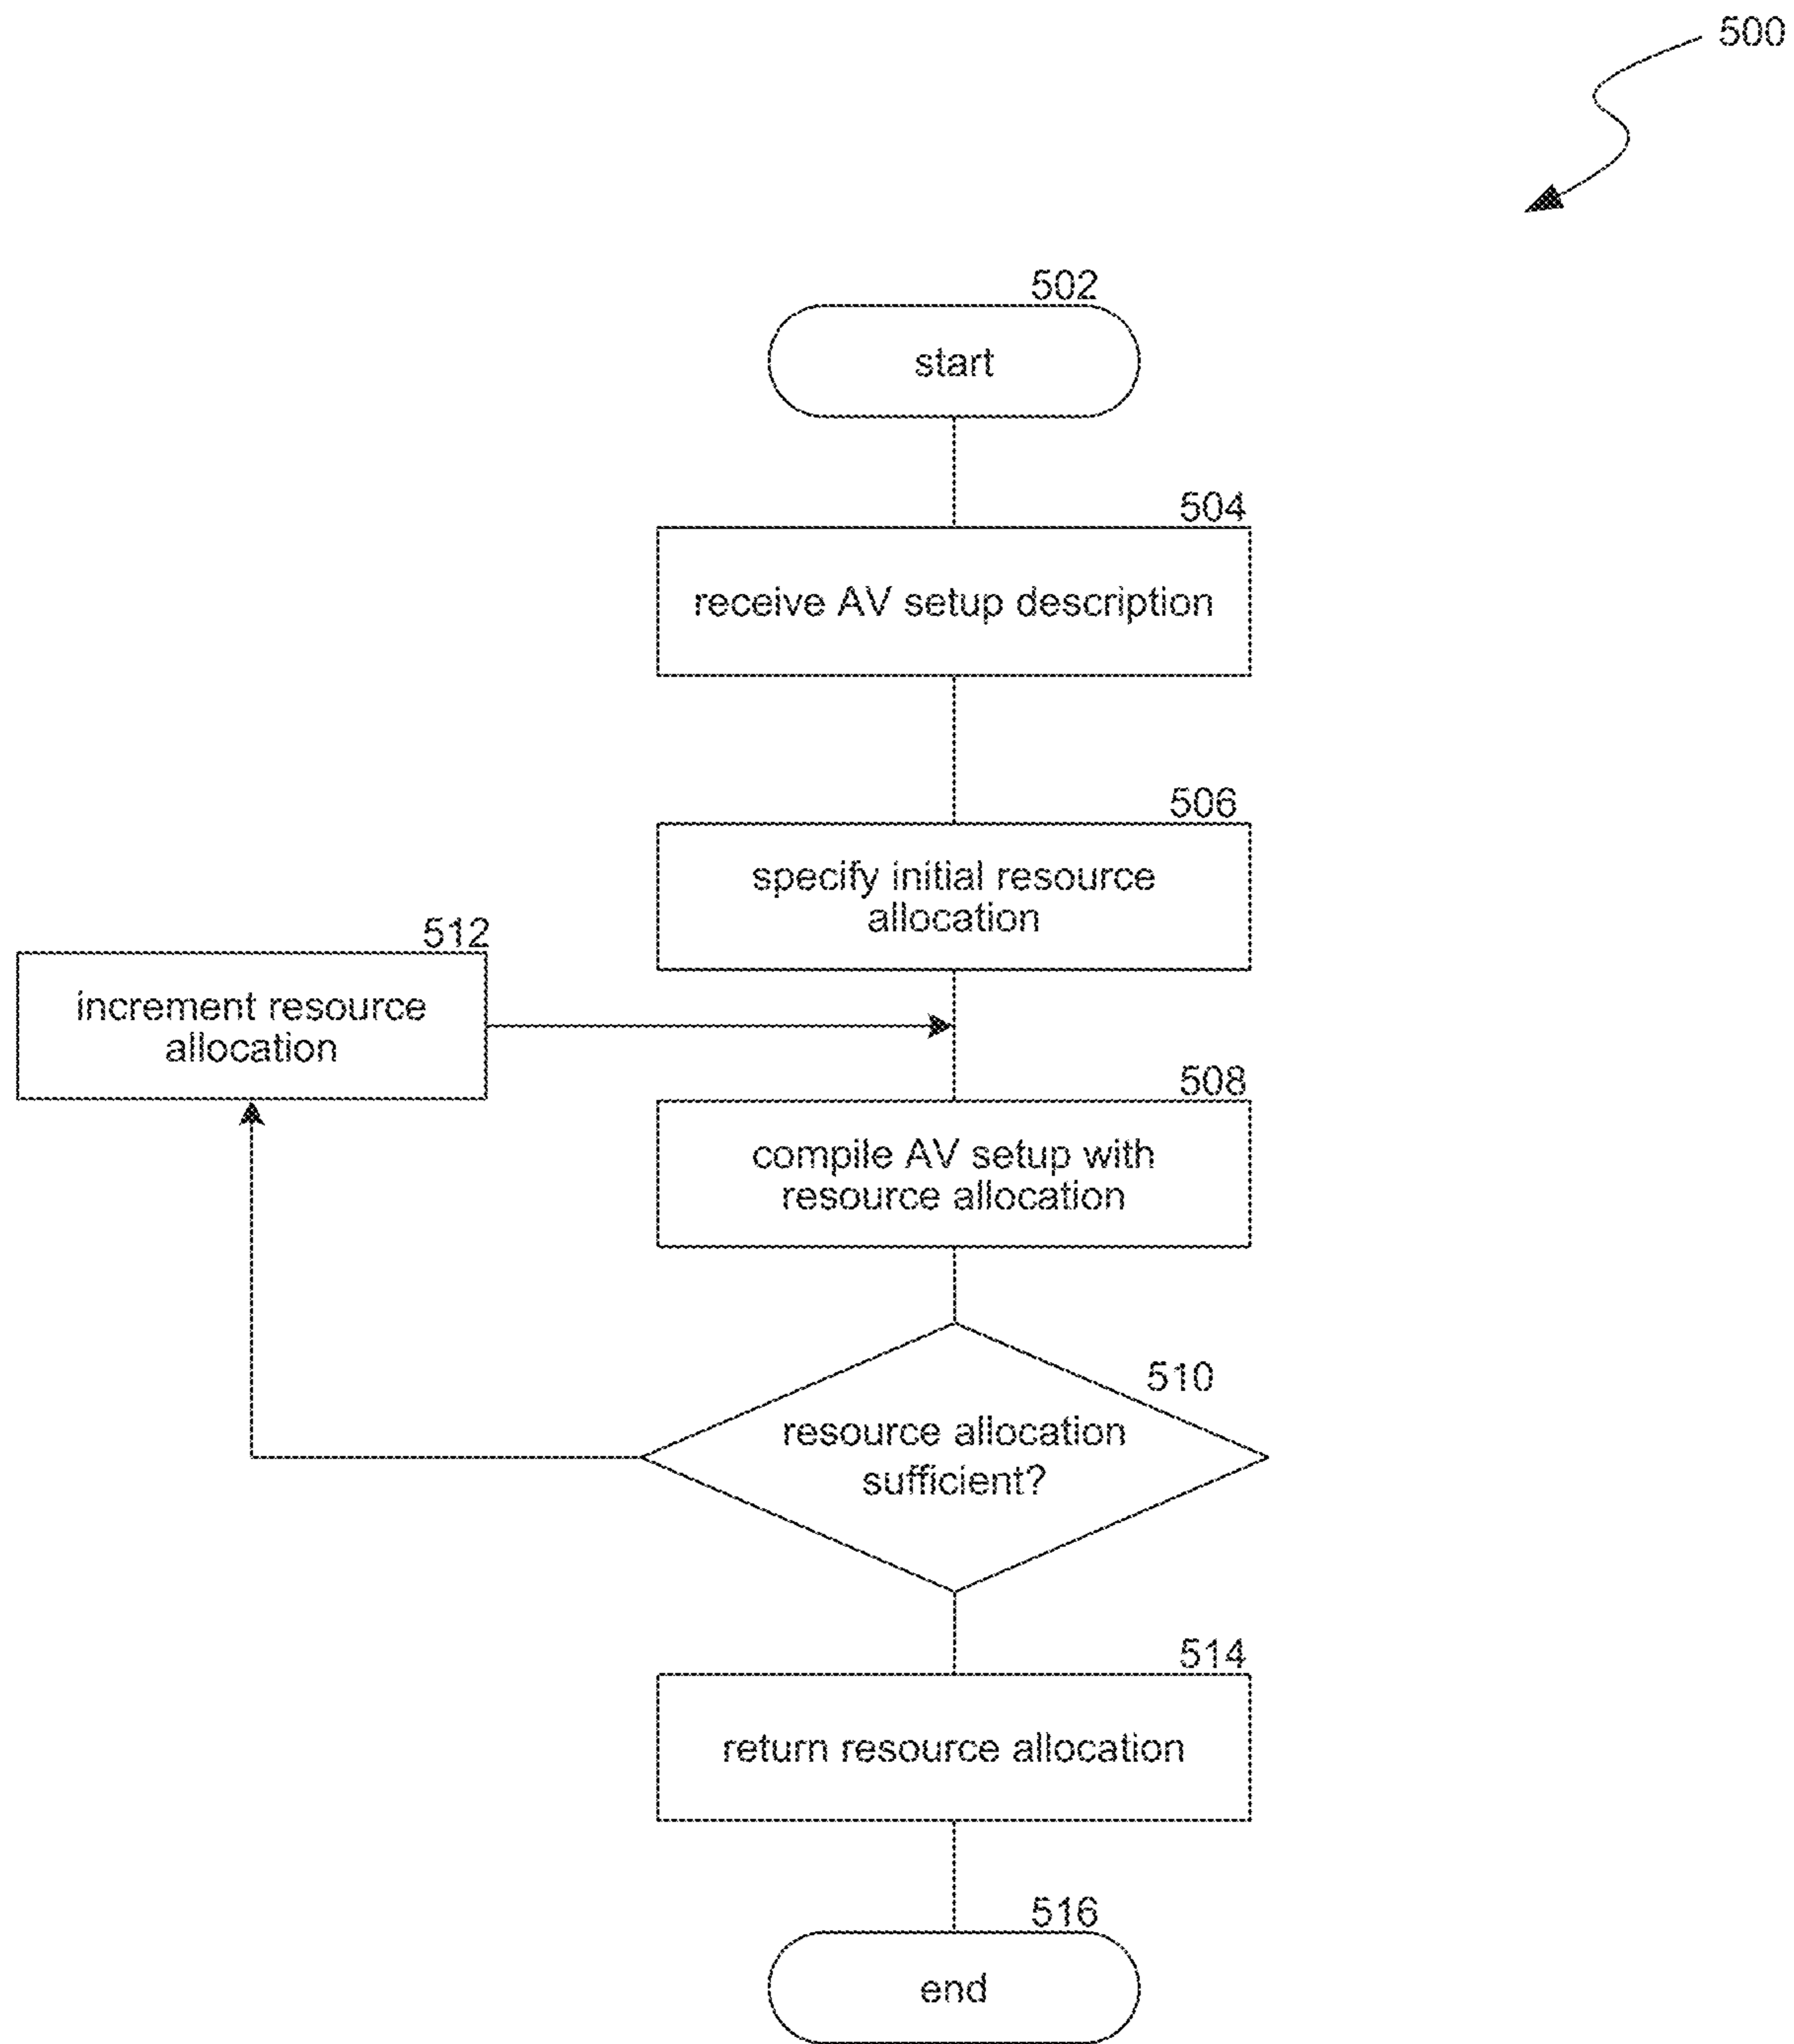 500
502
start
504
receive AV setup description
506
specify initial resource
allocation
512
increment resource
allocation
508
compile AV setup with
resource allocation
510
resource allocation
sufficient?
514
return resource allocation
516
end